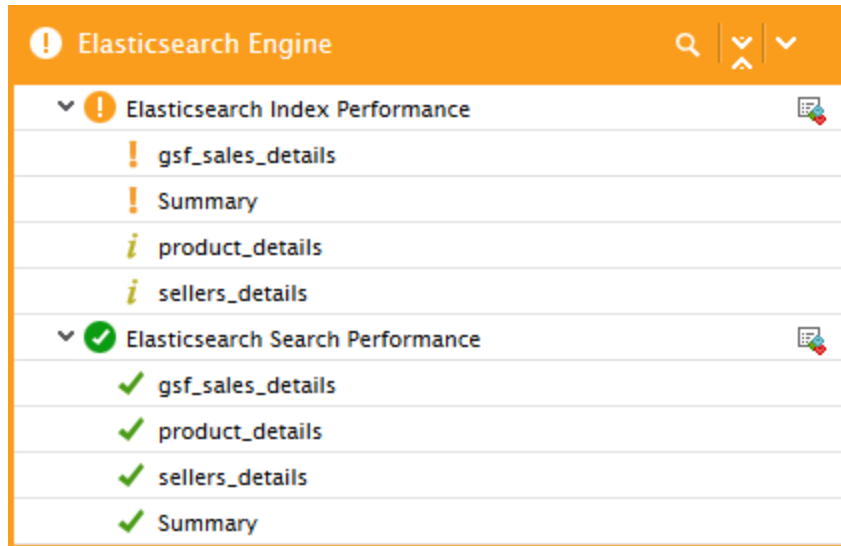 Elasticsearch Engine
Elasticsearch Index Performance
gsf_sales_details
Summary
product_details
sellers_details
Elasticsearch Search Performance
gsf_sales_details
product_details
sellers_details
Summary